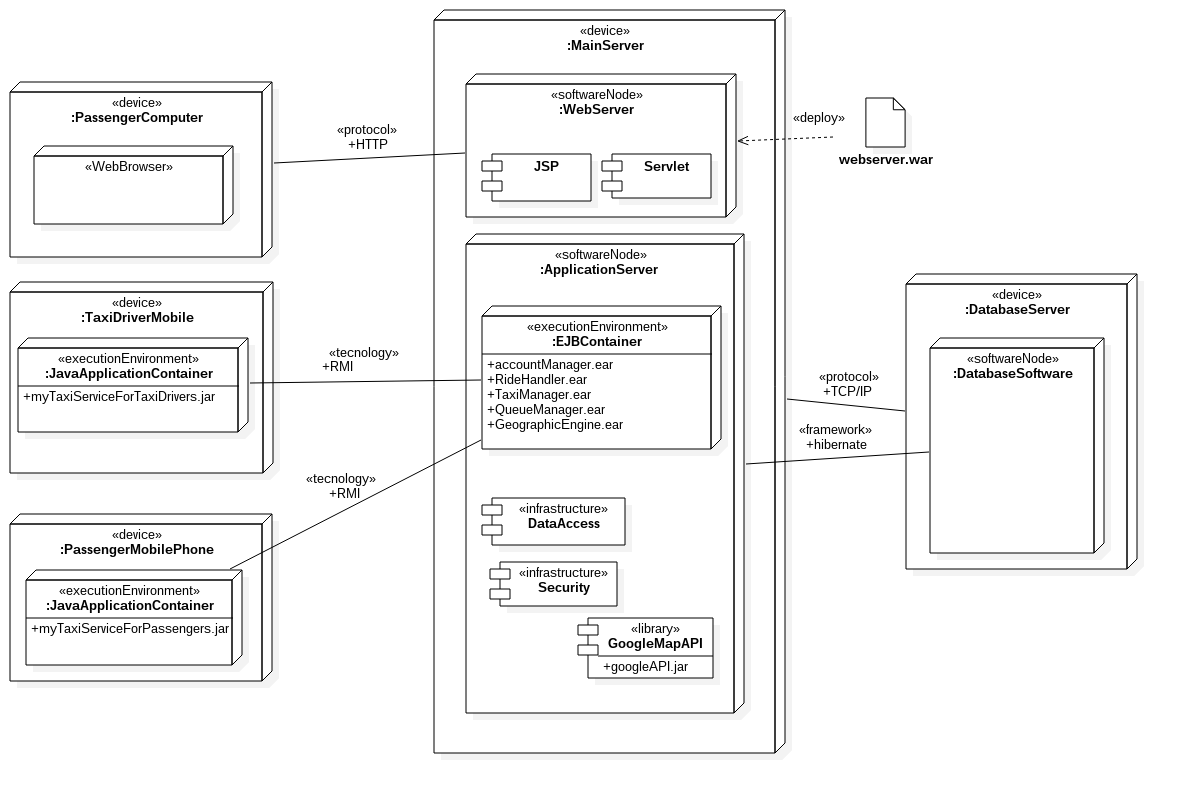 «device»
:MainServer
«device»
:PassengerComputer
«WebBrowser»
«protocol»
+HTTP
«softwareNode»
:WebServer
JSP
Servlet
«deploy»
webserver.war
«device»
:TaxiDriverMobile
«executionEnvironment»
:JavaApplicationContainer
+myTaxiServiceForTaxiDrivers.jar
«tecnology»
+RMI
«softwareNode»
:ApplicationServer
«executionEnvironment»
:EJBContainer
+accountManager.ear
+RideHandler.ear
+TaxiManager.ear
+QueueManager.ear
+GeographicEngine.ear
«device»
:DatabaseServer
«softwareNode»
:DatabaseSoftware
«protocol»
+TCP/IP
«framework»
+hibernate
«tecnology»
+RMI
«device»
:PassengerMobilePhone
«executionEnvironment»
:JavaApplicationContainer
+myTaxiServiceForPassengers.jar
«infrastructure»
DataAccess
«infrastructure»
Security
«library»
GoogleMapAPI
+googleAPI.jar